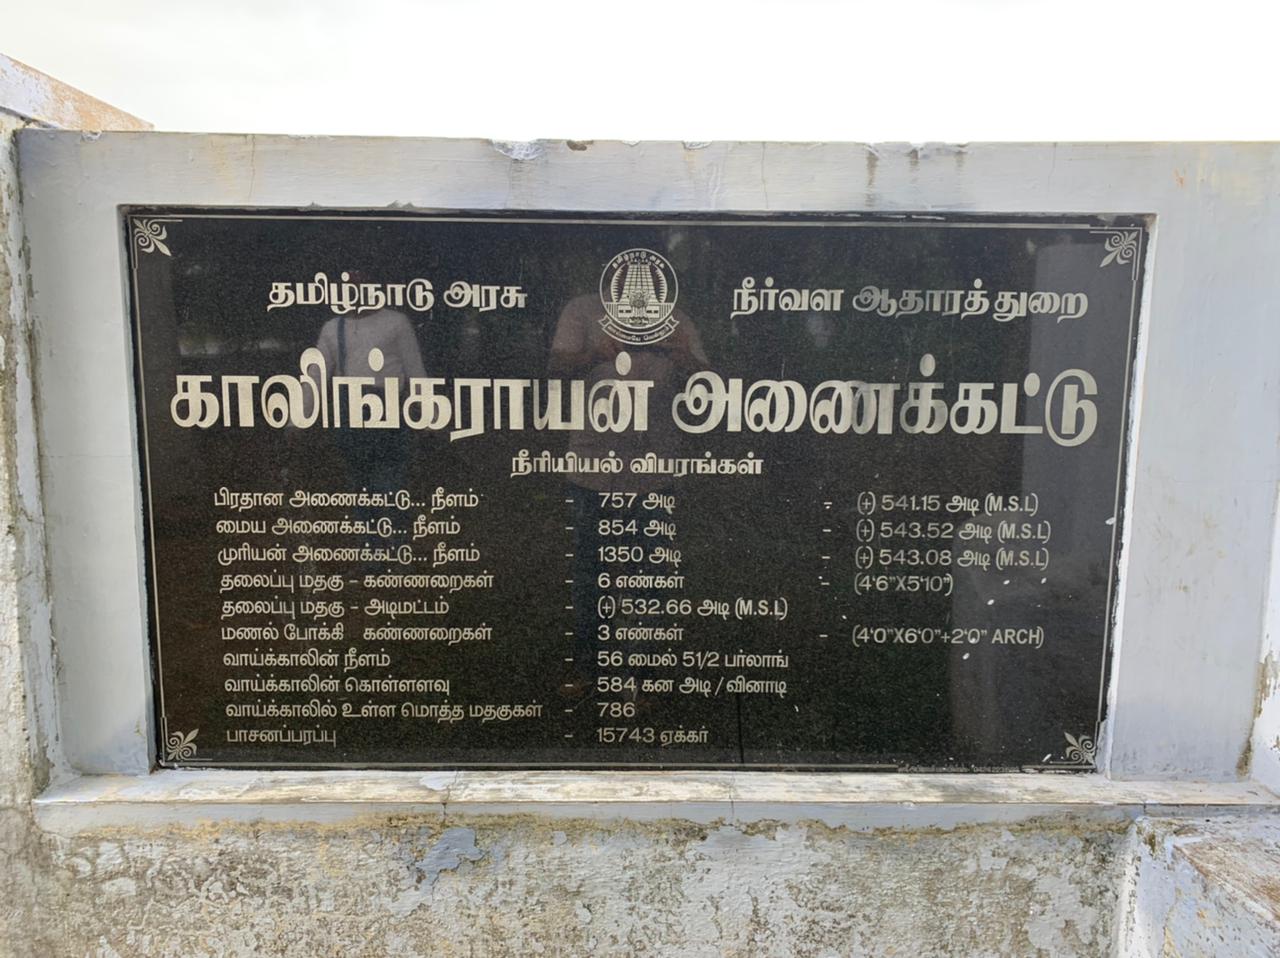 தமிழ்நாடு அரசு
தமிழ்நாடு அரசு
வாய்மையே வெல்லும்
நீர்வள ஆதாரத்துறை
காலிங்கராயன் அணைக்கட்டு
நீரியியல் விபரங்கள்
பிரதான அணைக்கட்டு... நீளம் - 757 அடி - (+) 541.15 அடி (M.S.L)
மைய அணைக்கட்டு... நீளம் - 854 அடி - (+) 543.52 அடி (M.S.L)
முரியன் அணைக்கட்டு... நீளம் - 1350 அடி - (+) 543.08 அடி (M.S.L)
தலைப்பு மதகு - கண்ணறைகள் - 6 எண்கள் - (4'6"X5'10")
தலைப்பு மதகு - அடிமட்டம் - (+) 532.66 அடி (M.S.L)
மணல் போக்கி கண்ணறைகள் - 3 எண்கள் - (4'0"X6'0"+2'0" ARCH)
வாய்க்காலின் நீளம் - 56 மைல் 51/2 பர்லாங்
வாய்க்காலின் கொள்ளளவு - 584 கன அடி / வினாடி
வாய்க்காலில் உள்ள மொத்த மதகுகள் - 786
பாசனப்பரப்பு - 15743 ஏக்கர்